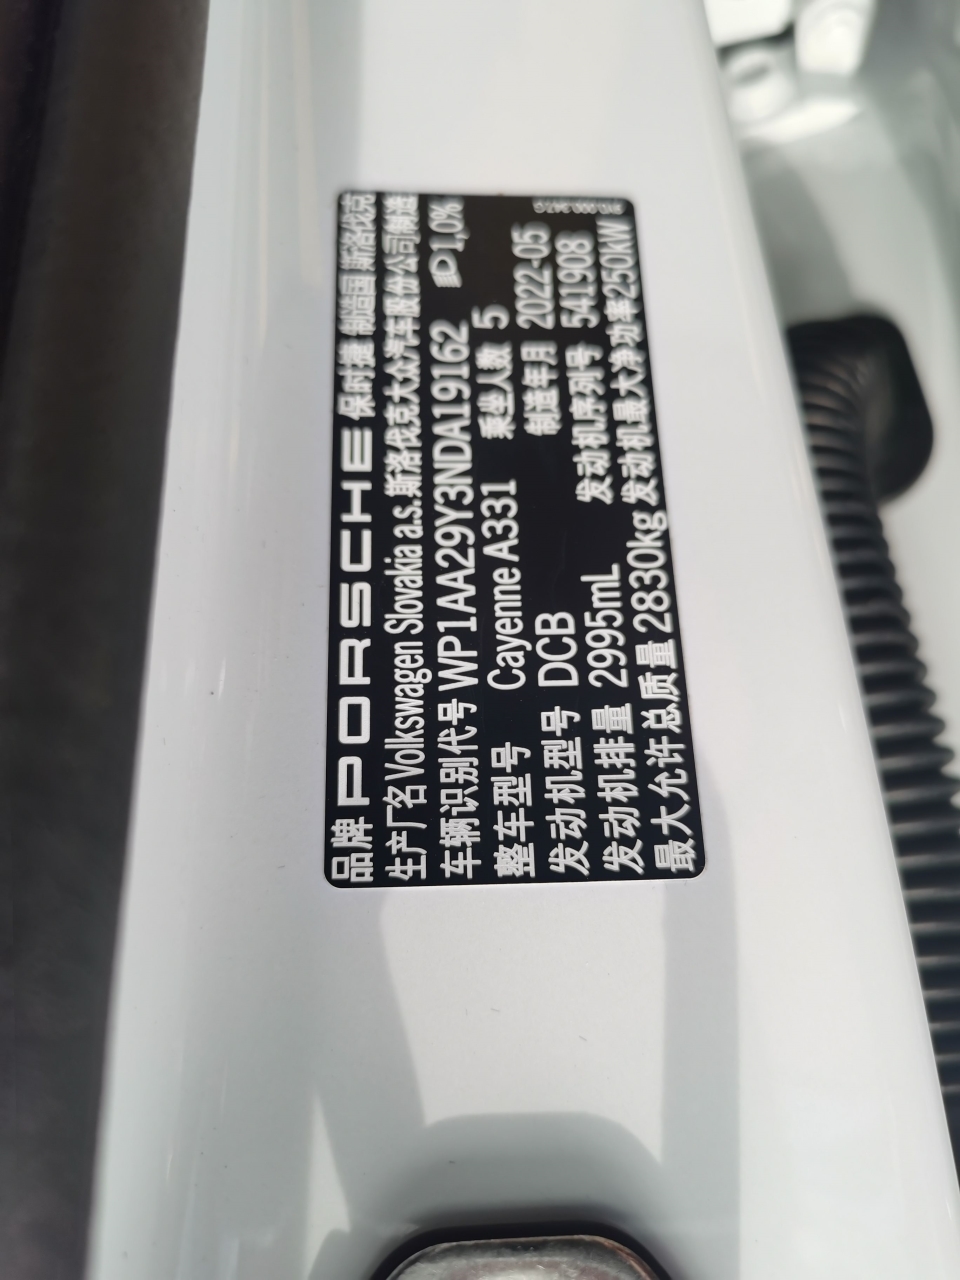 品牌 PORSCHE 保时捷 制造国 斯洛伐克
生产厂名 Volkswagen Slovakia a.s. 斯洛伐克大众汽车股份公司制造
车辆识别代号 WP1AA29Y3NDA19162 1,0%
整车型号 Cayenne A331 乘坐人数 5
发动机型号 DCB 制造年月 2022-05
发动机排量 2995mL 发动机序列号 541908
最大允许总质量 2830kg 发动机最大净功率250kW